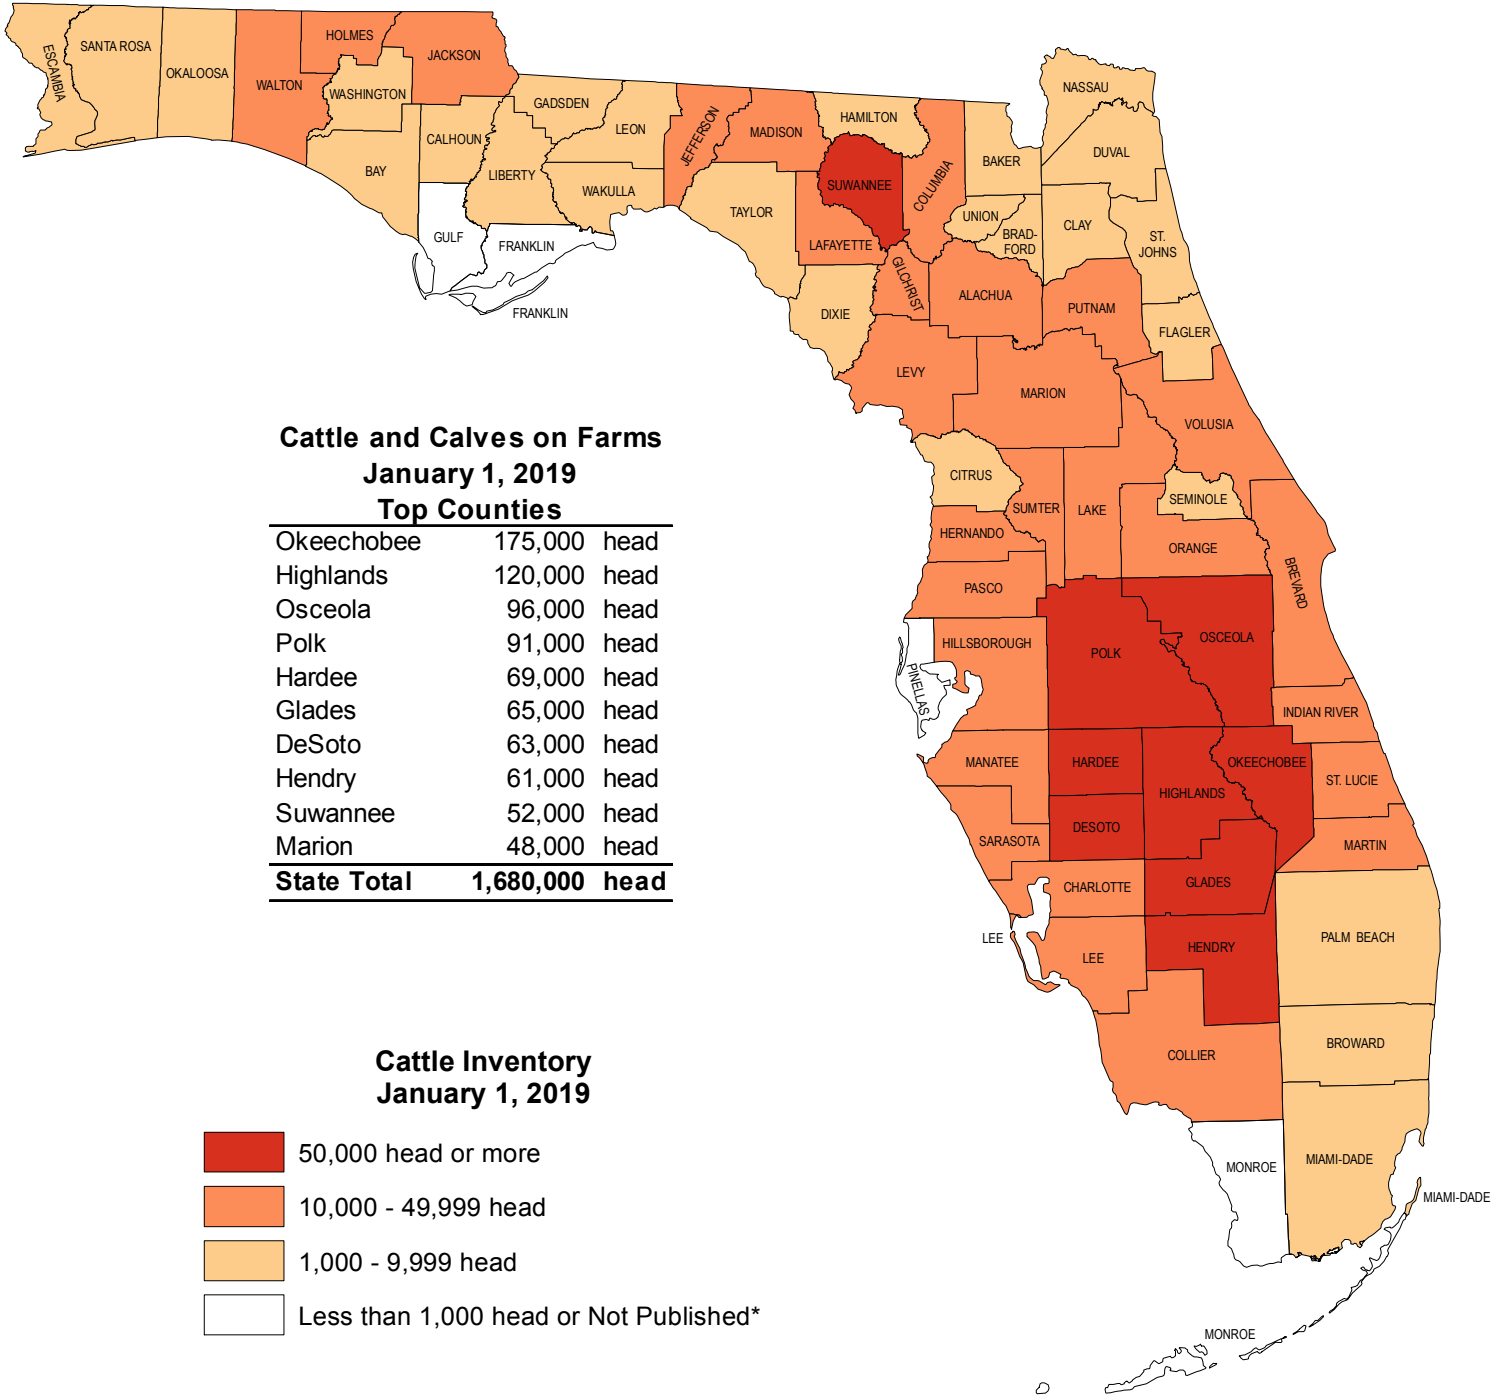 ESCAMBIA
SANTA ROSA
OKALOOSA
WALTON
HOLMES
JACKSON
WASHINGTON
BAY
CALHOUN
GULF
GADSDEN
LIBERTY
LEON
WAKULLA
FRANKLIN
FRANKLIN
JEFFERSON
MADISON
TAYLOR
HAMILTON
SUWANNEE
LAFAYETTE
DIXIE
COLUMBIA
GILCHRIST
BAKER
UNION
BRAD-
FORD
NASSAU
DUVAL
CLAY
ST.
JOHNS
ALACHUA
PUTNAM
FLAGLER
LEVY
MARION
VOLUSIA
CITRUS
SUMTER
LAKE
SEMINOLE
HERNANDO
ORANGE
PASCO
BREVARD
HILLSBOROUGH
PINELLAS
POLK
OSCEOLA
INDIAN RIVER
MANATEE
HARDEE
HIGHLANDS
OKEECHOBEE
ST. LUCIE
SARASOTA
DESOTO
MARTIN
CHARLOTTE
GLADES
LEE
LEE
HENDRY
PALM BEACH
COLLIER
BROWARD
MONROE
MIAMI-DADE
MIAMI-DADE
MONROE
Cattle and Calves on Farms
January 1, 2019
Top Counties
Okeechobee 175,000 head
Highlands 120,000 head
Osceola 96,000 head
Polk 91,000 head
Hardee 69,000 head
Glades 65,000 head
DeSoto 63,000 head
Hendry 61,000 head
Suwannee 52,000 head
Marion 48,000 head
State Total 1,680,000 head
Cattle Inventory
January 1, 2019
50,000 head or more
10,000 - 49,999 head
1,000 - 9,999 head
Less than 1,000 head or Not Published*